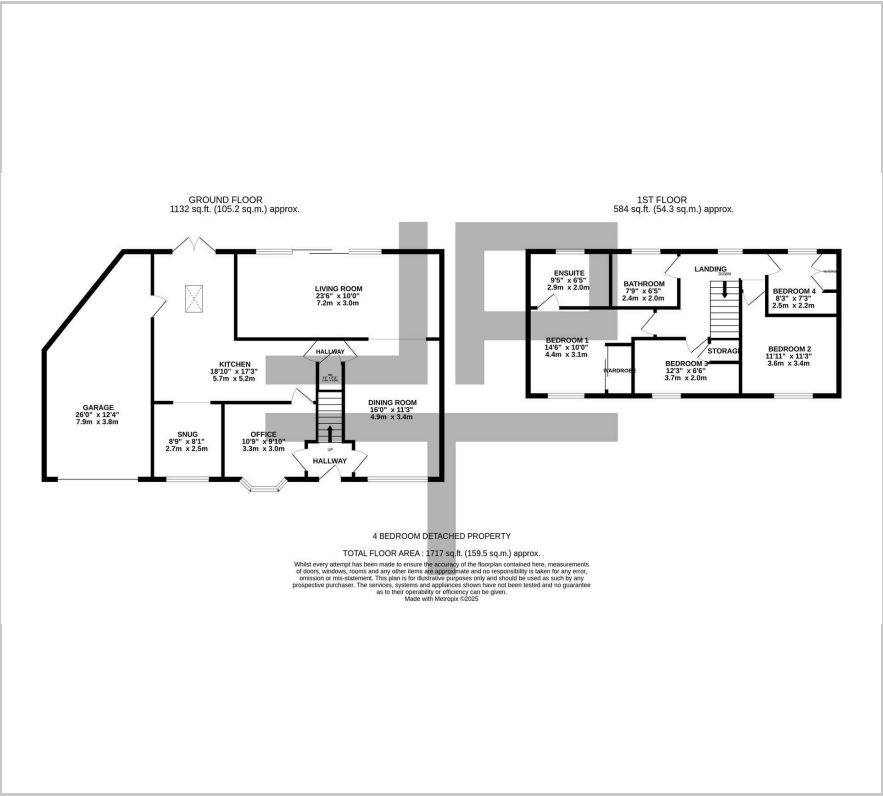 GROUND FLOOR
1132 sq.ft. (105.2 sq.m.) approx.
1ST FLOOR
584 sq.ft. (54.3 sq.m.) approx.
LIVING ROOM
23'6" x 10'0"
7.2m x 3.0m
HALLWAY
KITCHEN
18'10" x 17'3"
5.7m x 5.2m
DINING ROOM
16'0" x 11'3"
4.9m x 3.4m
GARAGE
26'0" x 12'4"
7.9m x 3.8m
SNUG
8'9" x 8'1"
2.7m x 2.5m
OFFICE
10'9" x 9'10"
3.3m x 3.0m
UP
HALLWAY
ENSUITE
9'5" x 6'5"
2.9m x 2.0m
BATHROOM
7'9" x 6'5"
2.4m x 2.0m
LANDING
DOWN
BEDROOM 4
8'3" x 7'3"
2.5m x 2.2m
BEDROOM 1
14'6" x 10'0"
4.4m x 3.1m
WARDROBE
BEDROOM 3
12'3" x 6'6"
3.7m x 2.0m
STORAGE
BEDROOM 2
11'11" x 11'3"
3.6m x 3.4m
4 BEDROOM DETACHED PROPERTY
TOTAL FLOOR AREA : 1717 sq.ft. (159.5 sq.m.) approx.
Whilst every attempt has been made to ensure the accuracy of the floorplan contained here, measurements
of doors, windows, rooms and any other items are approximate and no responsibility is taken for any error,
omission or mis-statement. This plan is for illustrative purposes only and should be used as such by any
prospective purchaser. The services, systems and appliances shown have not been tested and no guarantee
as to their operability or efficiency can be given.
Made with Metropix ©2025